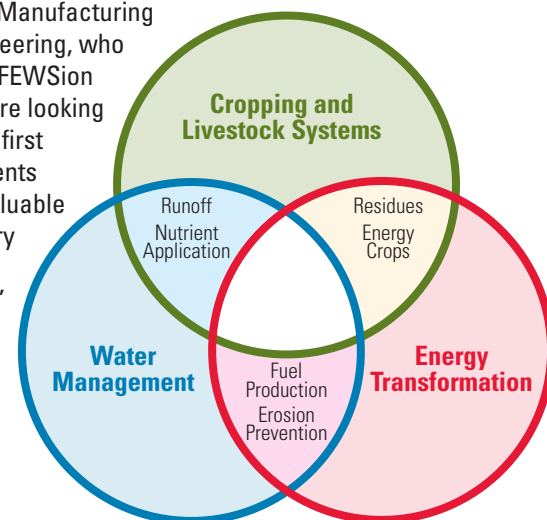 Manufacturing
eering, who
FEWSion
re looking
first
ents
luable
ry
,
Cropping and
Livestock Systems
Runoff
Nutrient
Application
Residues
Energy
Crops
Water
Management
Energy
Transformation
Fuel
Production
Erosion
Prevention